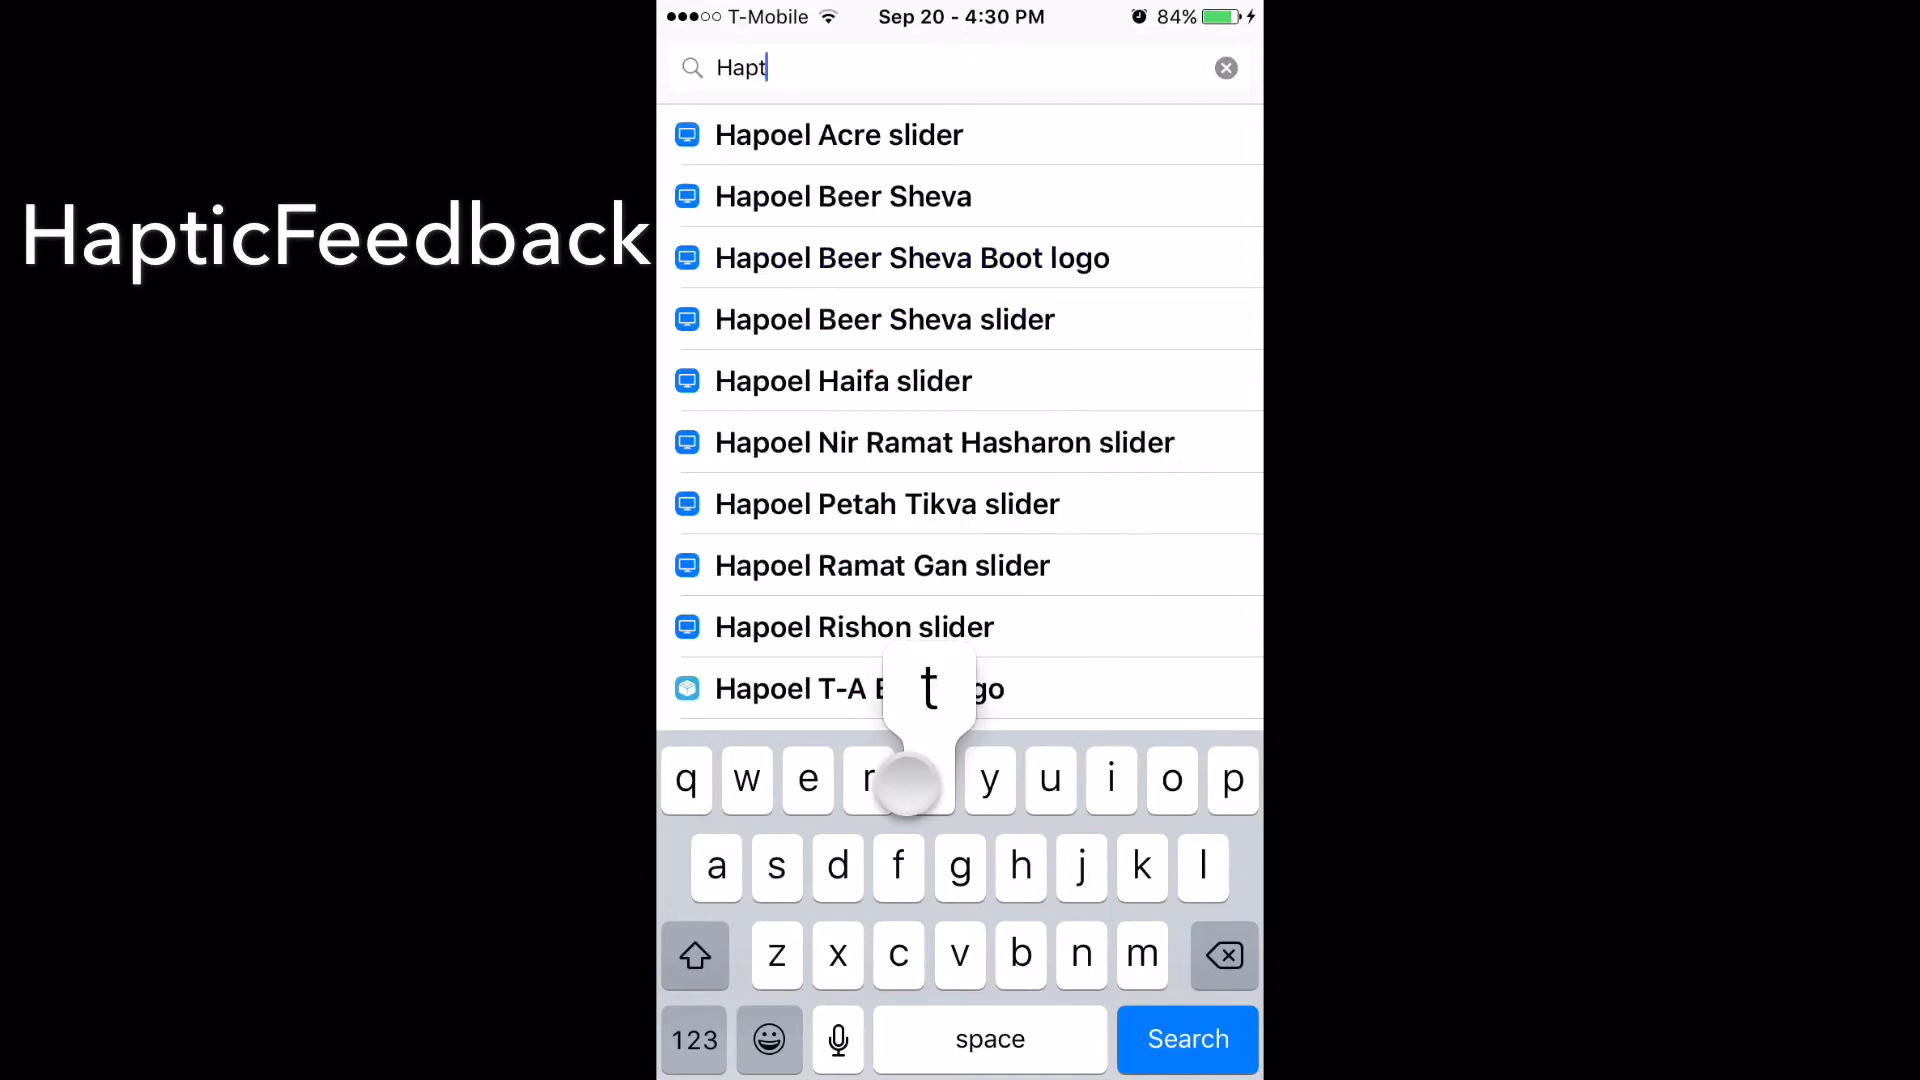 T-Mobile Sep 20 - 4:30 PM 84%
Hapt
HapticFeedback
Hapoel Acre slider
Hapoel Beer Sheva
Hapoel Beer Sheva Boot logo
Hapoel Beer Sheva slider
Hapoel Haifa slider
Hapoel Nir Ramat Hasharon slider
Hapoel Petah Tikva slider
Hapoel Ramat Gan slider
Hapoel Rishon slider
Hapoel T-A
t
q w e r y u i o p
a s d f g h j k l
z x c v b n m
123 space Search